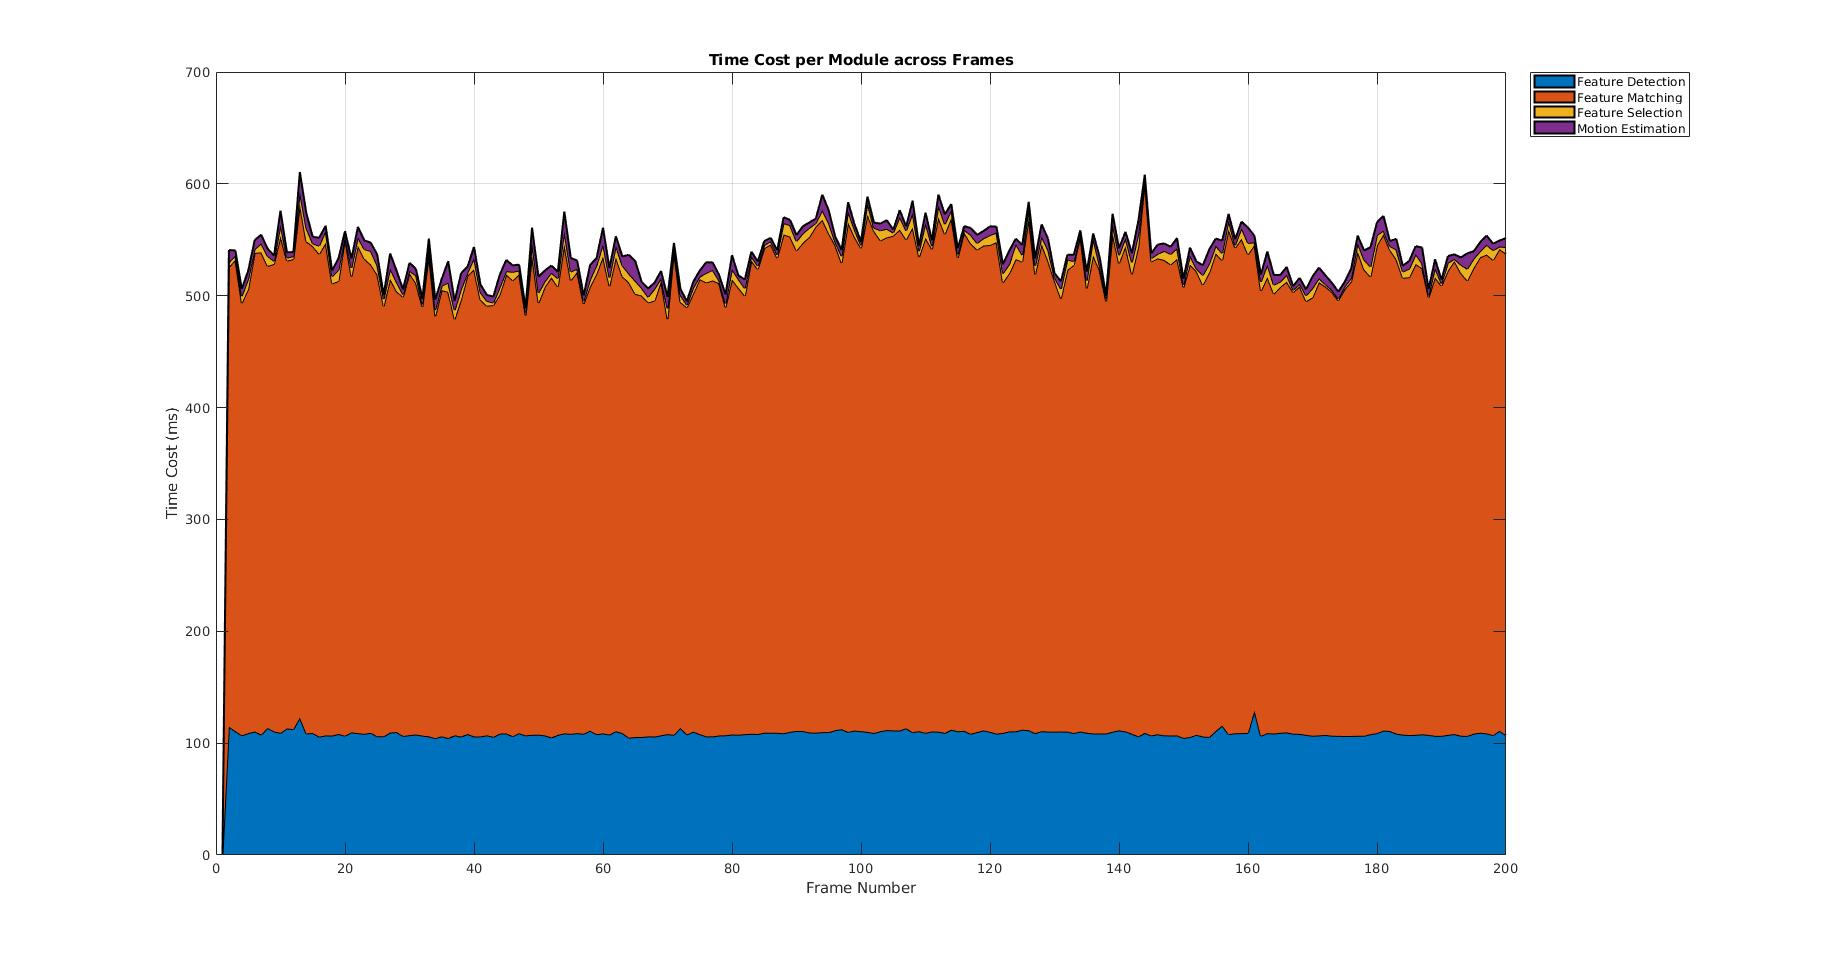 Time Cost per Module across Frames
700
600
500
400
300
200
100
0
Time Cost (ms)
0 20 40 60 80 100 120 140 160 180 200
Frame Number
Feature Detection
Feature Matching
Feature Selection
Motion Estimation